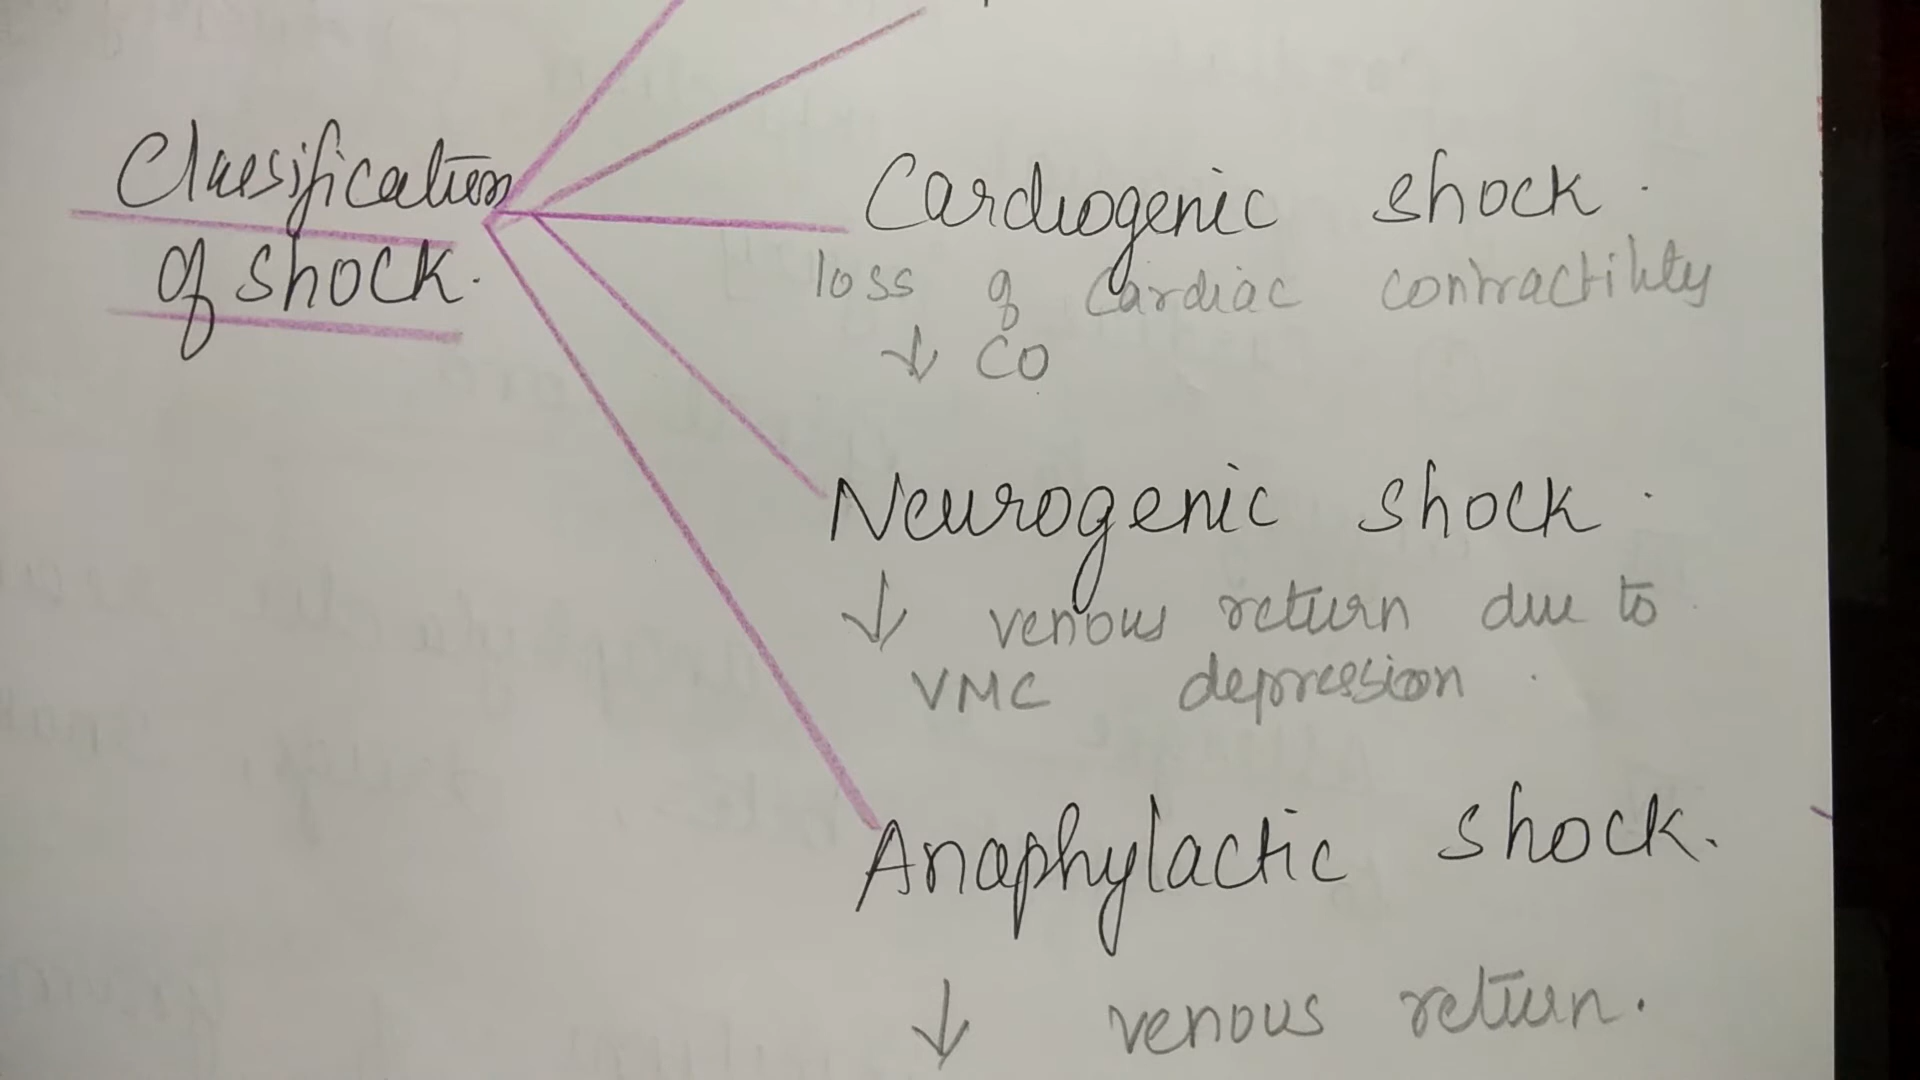 Classification
of shock.
Cardiogenic shock.
loss of cardiac contractility
↓ CO
Neurogenic shock.
↓ venous return due to
VMC depression.
Anaphylactic shock.
↓ venous return.